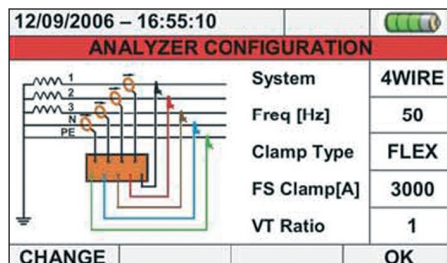 12/09/2006 – 16:55:10
ANALYZER CONFIGURATION
1
2
3
N
PE
System 4WIRE
Freq [Hz] 50
Clamp Type FLEX
FS Clamp[A] 3000
VT Ratio 1
CHANGE OK